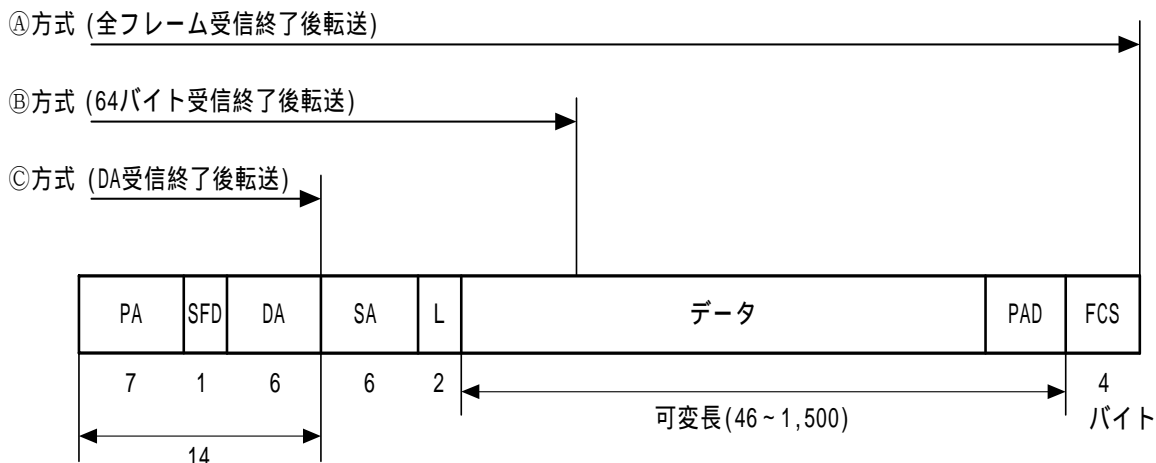 Ⓐ方式 (全フレーム受信終了後転送)
Ⓑ方式 (64バイト受信終了後転送)
Ⓒ方式 (DA受信終了後転送)
PA SFD DA SA L データ PAD FCS
7 1 6 6 2 4
可変長(46~1,500) バイト
14